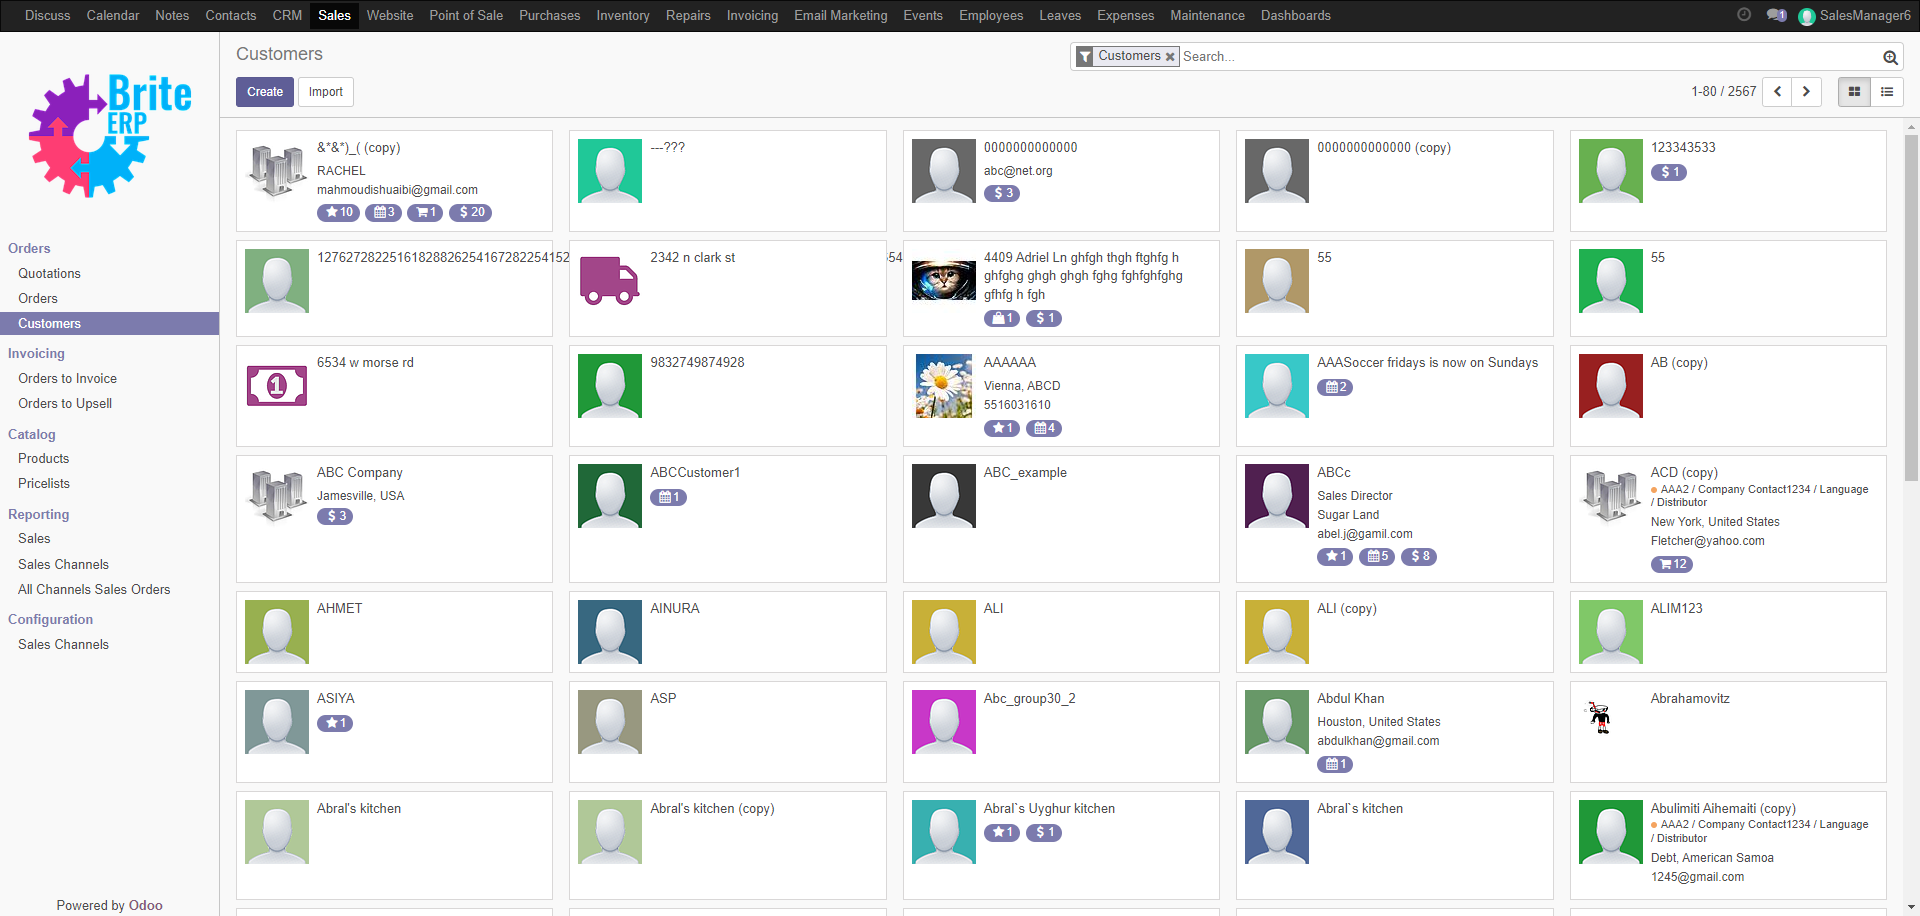 Discuss Calendar Notes Contacts CRM Sales Website Point of Sale Purchases Inventory Repairs Invoicing Email Marketing Events Employees Leaves Expenses Maintenance Dashboards 1 SalesManager6
Brite
ERP
Customers
Customers Search...
Create Import
1-80 / 2567
Orders
Quotations
Orders
Customers
Invoicing
Orders to Invoice
Orders to Upsell
Catalog
Products
Pricelists
Reporting
Sales
Sales Channels
All Channels Sales Orders
Configuration
Sales Channels
Powered by Odoo
&*&*)_( (copy)
RACHEL
mahmoudishuaibi@gmail.com
10 3 1 $ 20
---???
0000000000000
abc@net.org
$ 3
0000000000000 (copy)
123343533
$ 1
12762728225161828826254167282254152
54
2342 n clark st
4409 Adriel Ln ghfgh thgh ftghfg h
ghfghg ghgh ghgh fghg fghfghfghg
gfhfg h fgh
1 $ 1
55
55
6534 w morse rd
1
9832749874928
AAAAAA
Vienna, ABCD
5516031610
1 4
AAASoccer fridays is now on Sundays
2
AB (copy)
ABC Company
Jamesville, USA
$ 3
ABCCustomer1
1
ABC_example
ABCc
Sales Director
Sugar Land
abel.j@gamil.com
1 5 $ 8
ACD (copy)
AAA2 / Company Contact1234 / Language
/ Distributor
New York, United States
Fletcher@yahoo.com
12
AHMET
AINURA
ALI
ALI (copy)
ALIM123
ASIYA
1
ASP
Abc_group30_2
Abdul Khan
Houston, United States
abdulkhan@gmail.com
1
Abrahamovitz
Abral's kitchen
Abral's kitchen (copy)
Abral`s Uyghur kitchen
1 $ 1
Abral`s kitchen
Abulimiti Aihemaiti (copy)
AAA2 / Company Contact1234 / Language
/ Distributor
Debt, American Samoa
1245@gmail.com